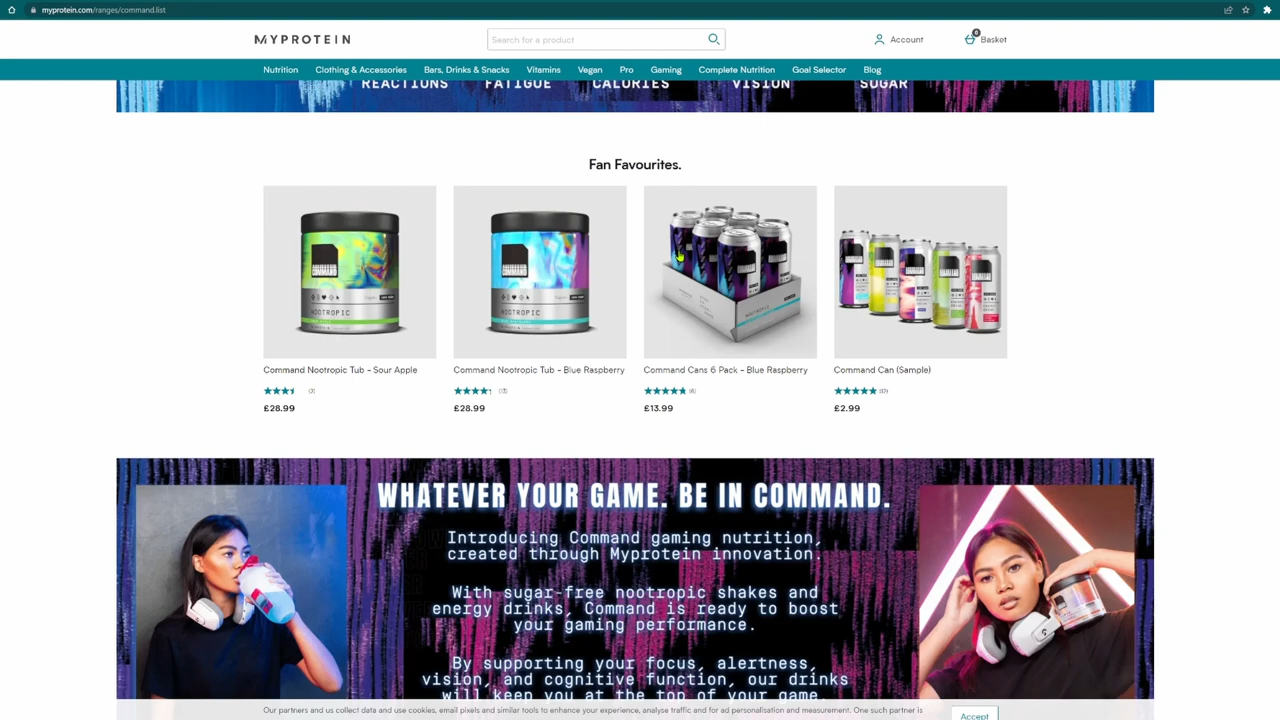 myprotein.com/ranges/command.list
MYPROTEIN
Search for a product
Account
0
Basket
Nutrition
Clothing & Accessories
Bars, Drinks & Snacks
Vitamins
Vegan
Pro
Gaming
Complete Nutrition
Goal Selector
Blog
REACTIONS FATIGUE CALORIES VISION SUGAR
Fan Favourites.
COMMAND
NOOTROPIC
COMMAND
NOOTROPIC
Command Nootropic Tub - Sour Apple
Command Nootropic Tub - Blue Raspberry
Command Cans 6 Pack - Blue Raspberry
Command Can (Sample)
£28.99
£28.99
£13.99
£2.99
WHATEVER YOUR GAME. BE IN COMMAND.
Introducing Command gaming nutrition,
created through Myprotein innovation.
With sugar-free nootropic shakes and
energy drinks, Command is ready to boost
your gaming performance.
By supporting your focus, alertness,
vision, and cognitive function, our drinks
will keep you at the top of your game.
Our partners and us collect data and use cookies, email pixels and similar tools to enhance your experience, analyse traffic and for ad personalisation and measurement. One such partner is
Accept